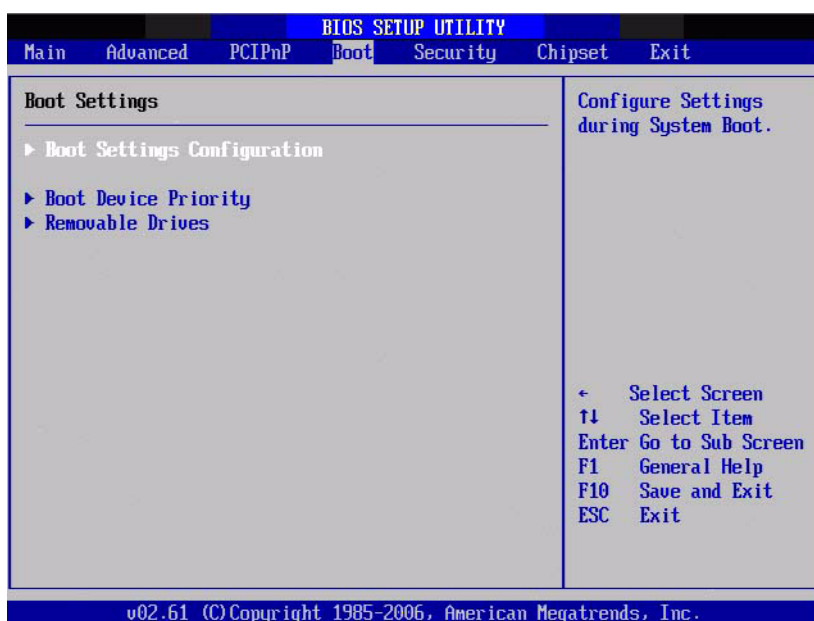 BIOS SETUP UTILITY
Main Advanced PCIPnP Boot Security Chipset Exit
Boot Settings
▶ Boot Settings Configuration
▶ Boot Device Priority
▶ Removable Drives
Configure Settings
during System Boot.
← Select Screen
↑↓ Select Item
Enter Go to Sub Screen
F1 General Help
F10 Save and Exit
ESC Exit
v02.61 (C)Copyright 1985-2006, American Megatrends, Inc.